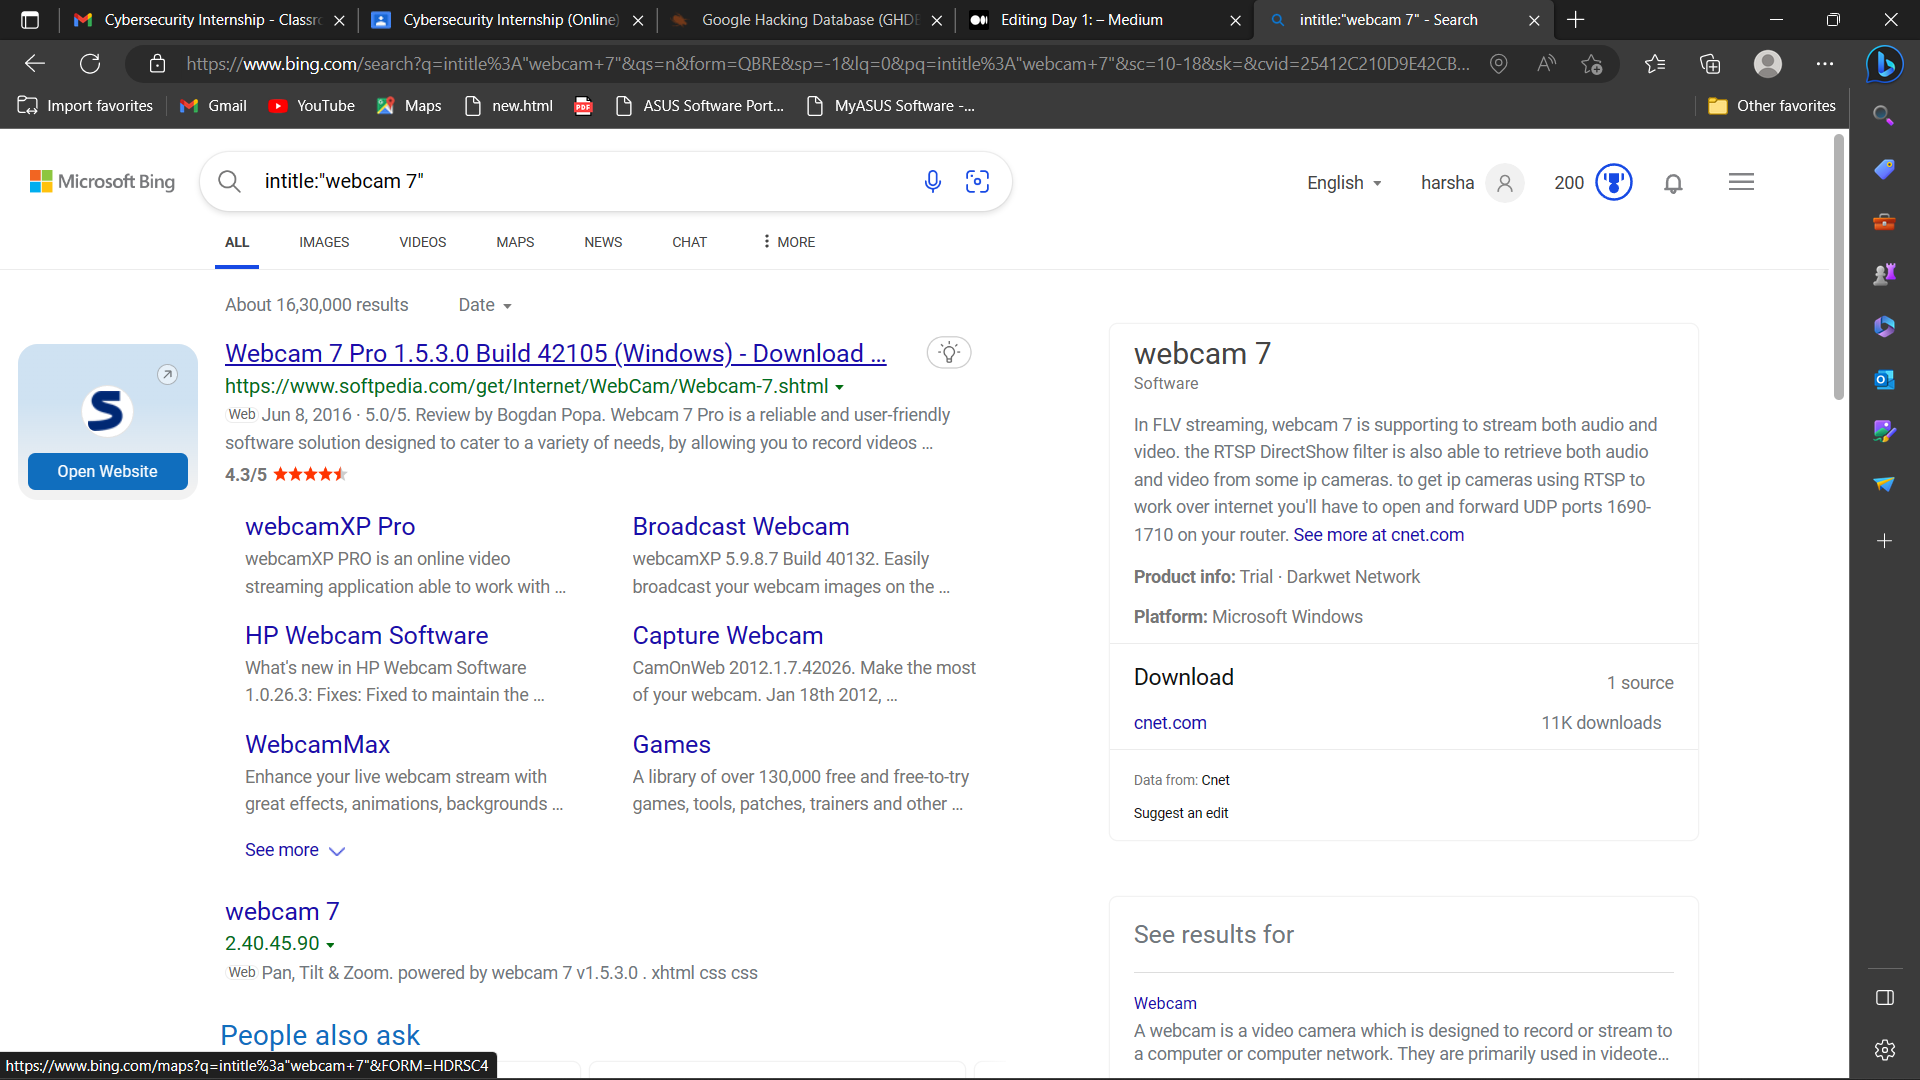 Cybersecurity Internship - Classr
Cybersecurity Internship (Online)
Google Hacking Database (GHDB
Editing Day 1: – Medium
intitle:"webcam 7" - Search
https://www.bing.com/search?q=intitle%3A"webcam+7"&qs=n&form=QBRE&sp=-1&lq=0&pq=intitle%3A"webcam+7"&sc=10-18&sk=&cvid=25412C210D9E42CB...
Import favorites
Gmail
YouTube
Maps
new.html
PDF
ASUS Software Port...
MyASUS Software -...
Other favorites
Microsoft Bing
intitle:"webcam 7"
English
harsha
200
ALL
IMAGES
VIDEOS
MAPS
NEWS
CHAT
MORE
About 16,30,000 results
Date
S
Open Website
Webcam 7 Pro 1.5.3.0 Build 42105 (Windows) - Download ...
https://www.softpedia.com/get/Internet/WebCam/Webcam-7.shtml
Web Jun 8, 2016 · 5.0/5. Review by Bogdan Popa. Webcam 7 Pro is a reliable and user-friendly
software solution designed to cater to a variety of needs, by allowing you to record videos ...
4.3/5
webcamXP Pro
webcamXP PRO is an online video
streaming application able to work with ...
Broadcast Webcam
webcamXP 5.9.8.7 Build 40132. Easily
broadcast your webcam images on the ...
HP Webcam Software
What's new in HP Webcam Software
1.0.26.3: Fixes: Fixed to maintain the ...
Capture Webcam
CamOnWeb 2012.1.7.42026. Make the most
of your webcam. Jan 18th 2012, ...
WebcamMax
Enhance your live webcam stream with
great effects, animations, backgrounds ...
Games
A library of over 130,000 free and free-to-try
games, tools, patches, trainers and other ...
See more
webcam 7
2.40.45.90
Web Pan, Tilt & Zoom. powered by webcam 7 v1.5.3.0 . xhtml css css
People also ask
https://www.bing.com/maps?q=intitle%3a"webcam+7"&FORM=HDRSC4
webcam 7
Software
In FLV streaming, webcam 7 is supporting to stream both audio and
video. the RTSP DirectShow filter is also able to retrieve both audio
and video from some ip cameras. to get ip cameras using RTSP to
work over internet you'll have to open and forward UDP ports 1690-
1710 on your router. See more at cnet.com
Product info: Trial · Darkwet Network
Platform: Microsoft Windows
Download
1 source
cnet.com
11K downloads
Data from: Cnet
Suggest an edit
See results for
Webcam
A webcam is a video camera which is designed to record or stream to
a computer or computer network. They are primarily used in videote...